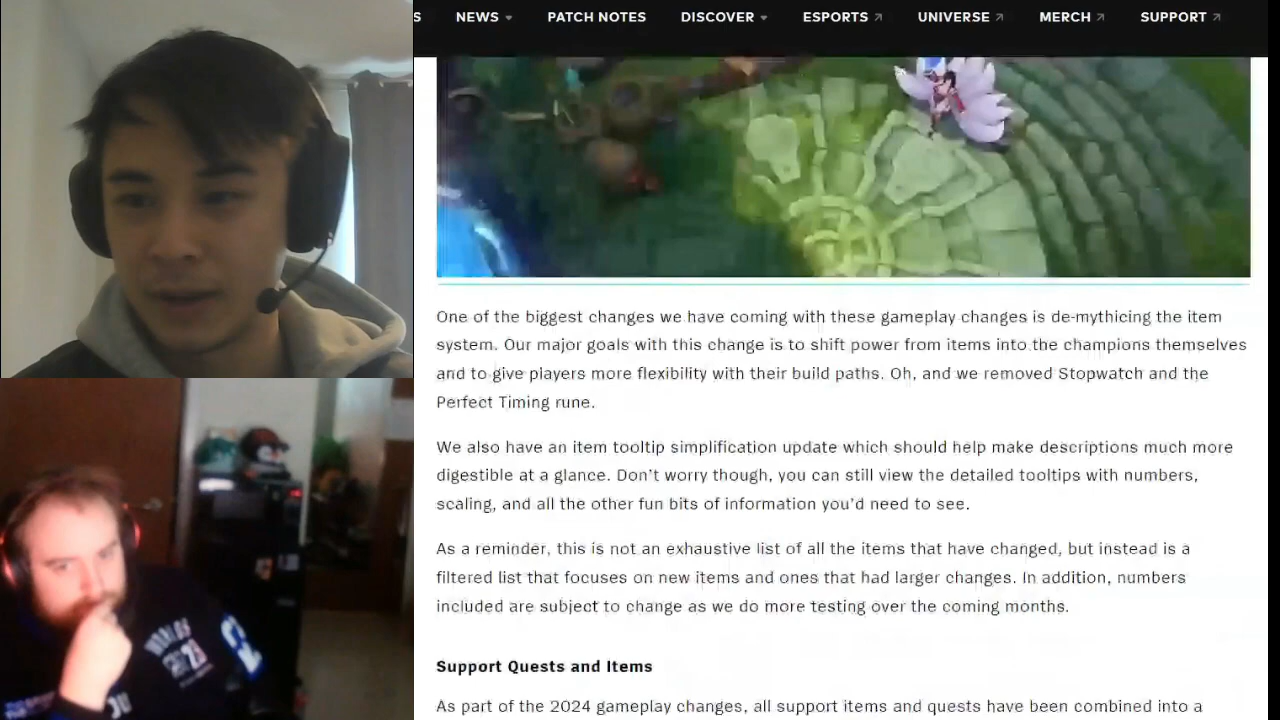 S NEWS PATCH NOTES DISCOVER ESPORTS UNIVERSE MERCH SUPPORT
One of the biggest changes we have coming with these gameplay changes is de-mythicing the item
system. Our major goals with this change is to shift power from items into the champions themselves
and to give players more flexibility with their build paths. Oh, and we removed Stopwatch and the
Perfect Timing rune.
We also have an item tooltip simplification update which should help make descriptions much more
digestible at a glance. Don't worry though, you can still view the detailed tooltips with numbers,
scaling, and all the other fun bits of information you'd need to see.
As a reminder, this is not an exhaustive list of all the items that have changed, but instead is a
filtered list that focuses on new items and ones that had larger changes. In addition, numbers
included are subject to change as we do more testing over the coming months.
Support Quests and Items
As part of the 2024 gameplay changes, all support items and quests have been combined into a